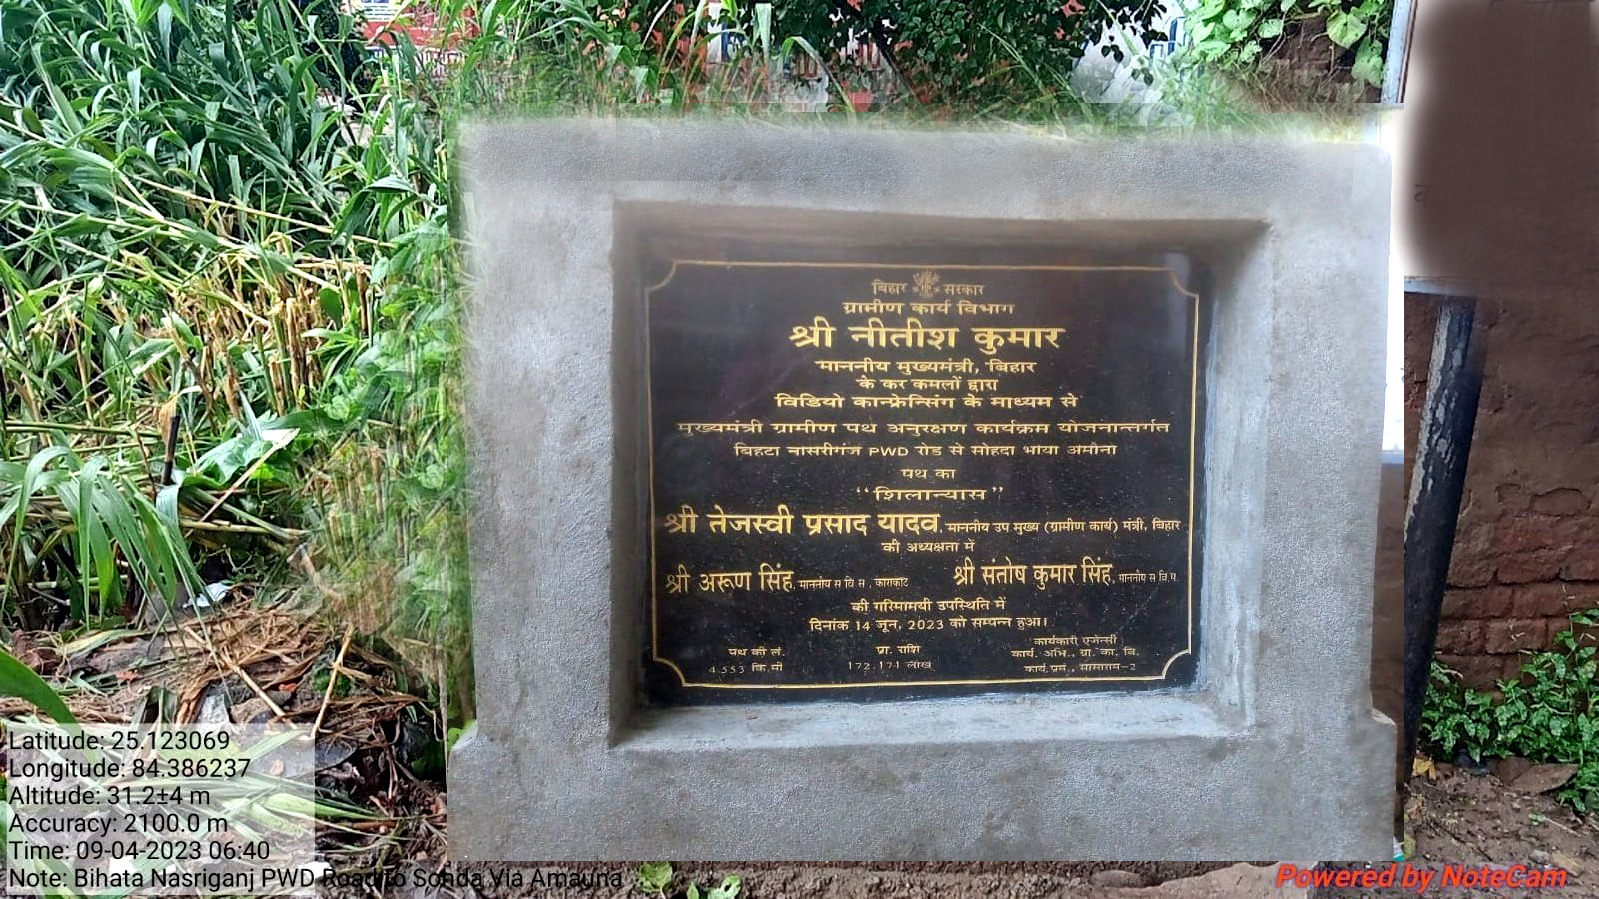 बिहार सरकार
ग्रामीण कार्य विभाग
श्री नीतीश कुमार
माननीय मुख्यमंत्री, बिहार
के कर कमलों द्वारा
विडियो कान्फ्रेन्सिंग के माध्यम से
मुख्यमंत्री ग्रामीण पथ अनुरक्षण कार्यक्रम योजनान्तर्गत
बिहटा नासरीगंज PWD रोड से सोहदा भाया अमौना
पथ का
‘‘शिलान्यास’’
श्री तेजस्वी प्रसाद यादव, माननीय उप मुख्य (ग्रामीण कार्य) मंत्री, बिहार
की अध्यक्षता में
श्री अरूण सिंह, माननीय स वि स , काराकाट श्री संतोष कुमार सिंह, माननीय स वि.प.
की गरिमामयी उपस्थिति में
दिनांक 14 जून, 2023 को सम्पन्न हुआ।
पथ की लं. प्रा. राशि कार्यकारी एजेन्सी
4.553 कि.मी 172.171 लाख कार्य. अभि., ग्रा. का. वि.
कार्य.प्रमं., सासाराम-2
Latitude: 25.123069
Longitude: 84.386237
Altitude: 31.2±4 m
Accuracy: 2100.0 m
Time: 09-04-2023 06:40
Note: Bihata Nasriganj PWD Road to Sonda Via Amauna
Powered by NoteCam